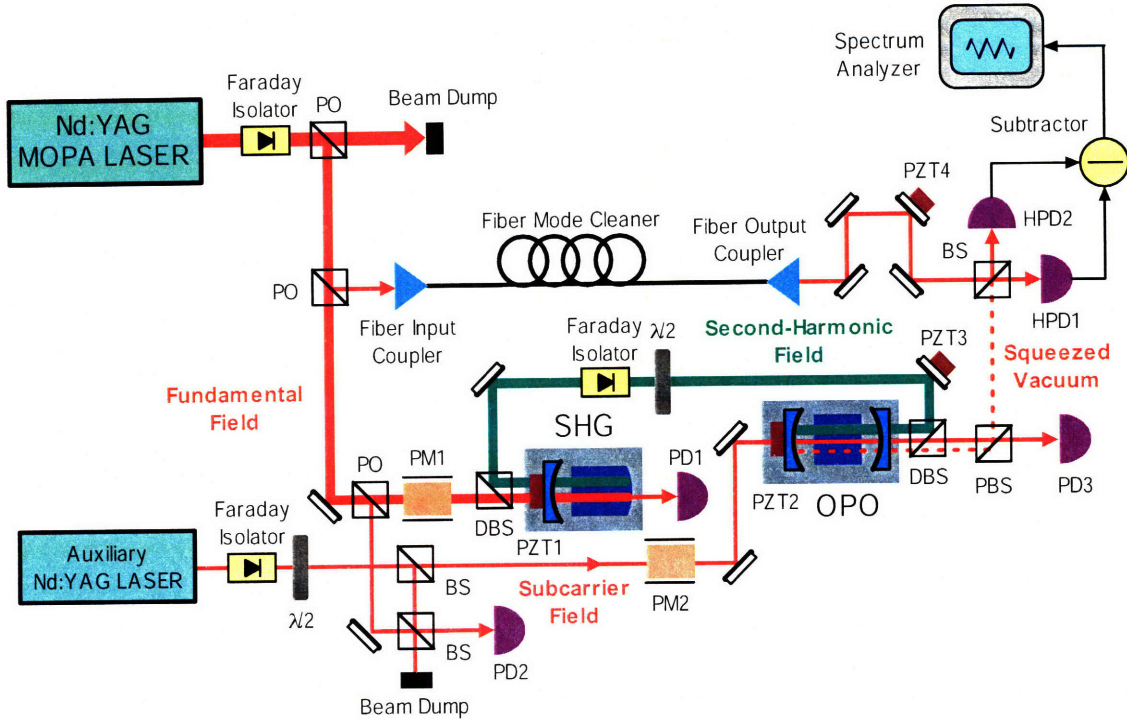 Spectrum
Analyzer
Faraday
Isolator
PO
Beam Dump
Nd:YAG
MOPA LASER
Subtractor
PZT4
Fiber Mode Cleaner
Fiber Output
Coupler
HPD2
BS
PO
Fiber Input
Coupler
HPD1
Faraday
Isolator
λ/2
Second-Harmonic
Field
PZT3
Squeezed
Vacuum
Fundamental
Field
SHG
PO
PM1
PD1
DBS
PZT1
PZT2
OPO
DBS
PBS
PD3
Faraday
Isolator
Auxiliary
Nd:YAG LASER
λ/2
BS
Subcarrier
Field
PM2
BS
PD2
Beam Dump